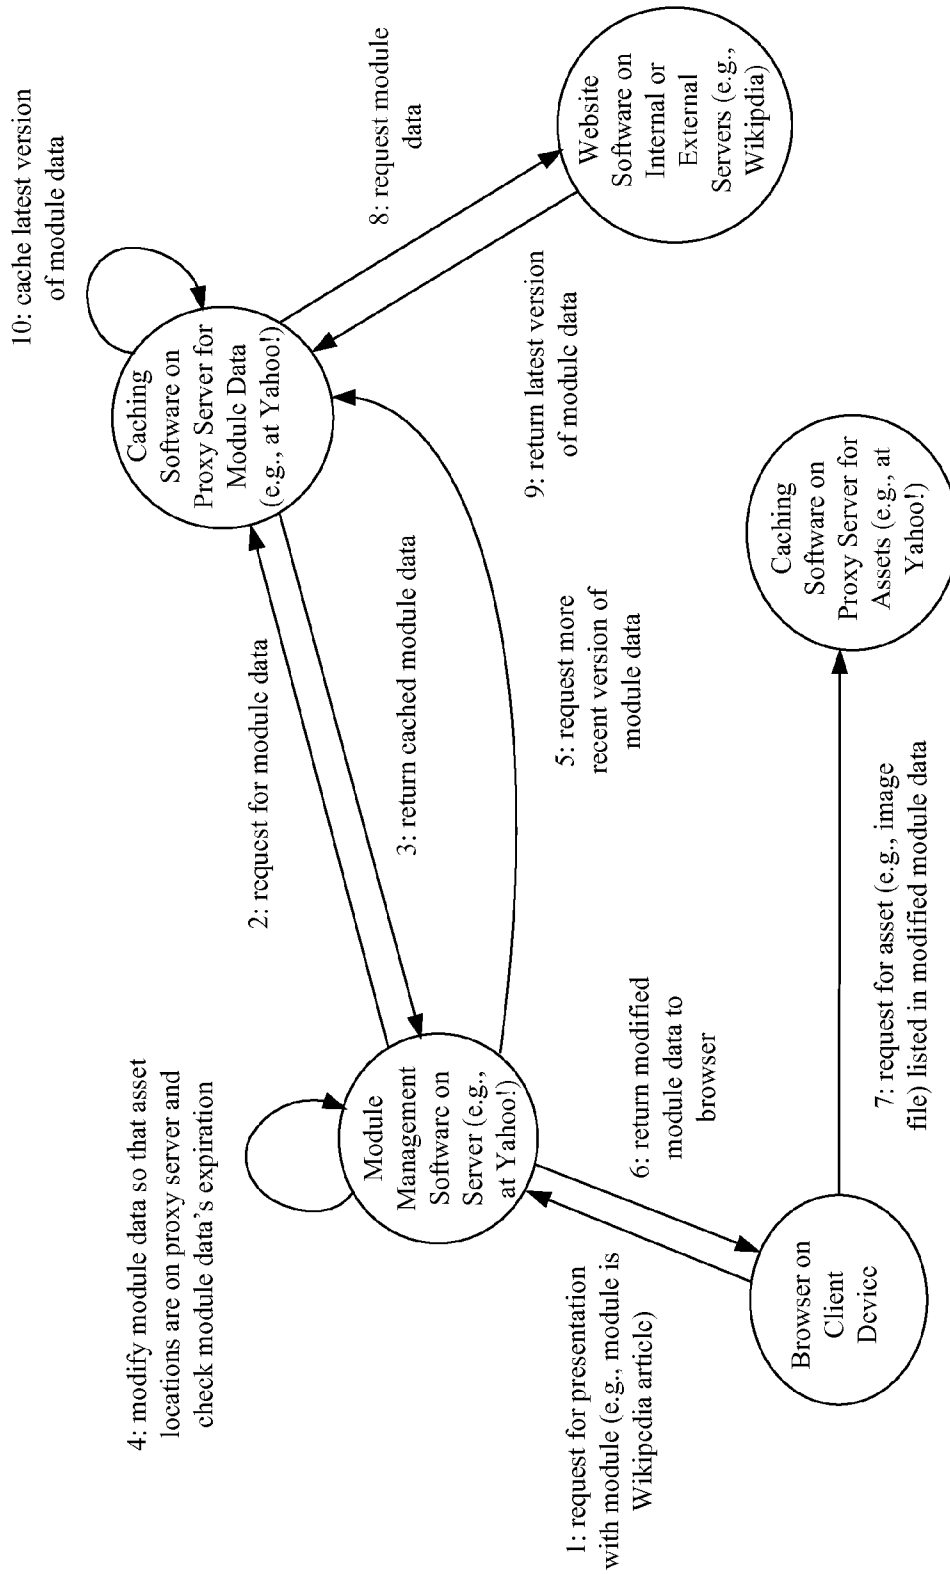 10: cache latest version
of module data
8: request module
data
Caching
Software on
Proxy Server for
Module Data
(e.g., at Yahoo!)
Website
Software on
Internal or
External
Servers (e.g.,
Wikipdia)
9: return latest version
of module data
2: request for module data
3: return cached module data
5: request more
recent version of
module data
Caching
Software on
Proxy Server for
Assets (e.g., at
Yahoo!)
4: modify module data so that asset
locations are on proxy server and
check module data's expiration
Module
Management
Software on
Server (e.g.,
at Yahoo!)
6: return modified
module data to
browser
7: request for asset (e.g., image
file) listed in modified module data
1: request for presentation
with module (e.g., module is
Wikipedia article)
Browser on
Client
Device